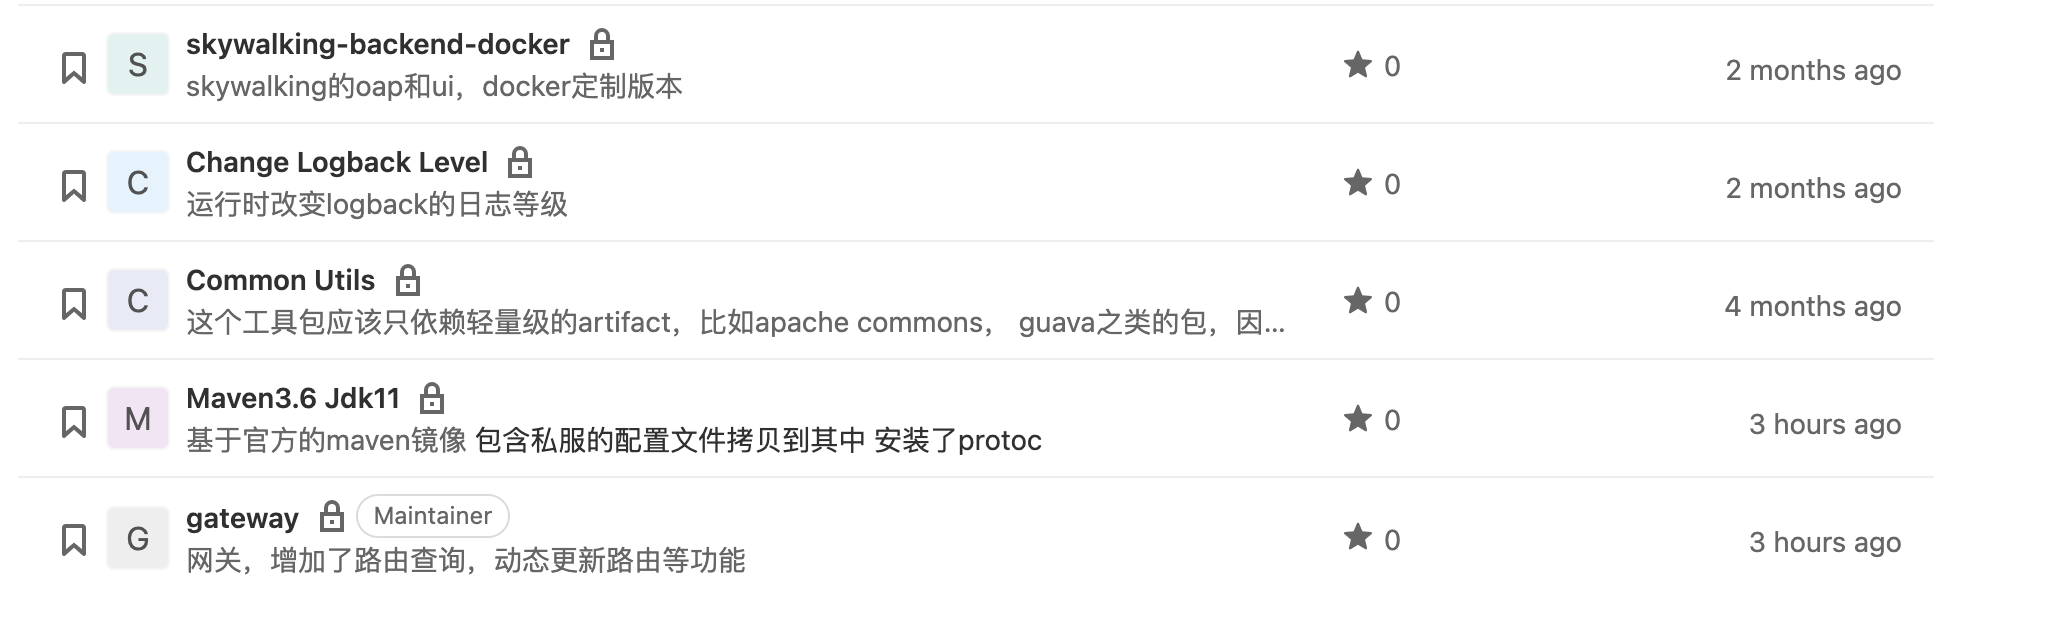 S
skywalking-backend-docker
skywalking的oap和ui，docker定制版本
0
2 months ago
C
Change Logback Level
运行时改变logback的日志等级
0
2 months ago
C
Common Utils
这个工具包应该只依赖轻量级的artifact，比如apache commons， guava之类的包，因...
0
4 months ago
M
Maven3.6 Jdk11
基于官方的maven镜像 包含私服的配置文件拷贝到其中 安装了protoc
0
3 hours ago
G
gateway Maintainer
网关，增加了路由查询，动态更新路由等功能
0
3 hours ago